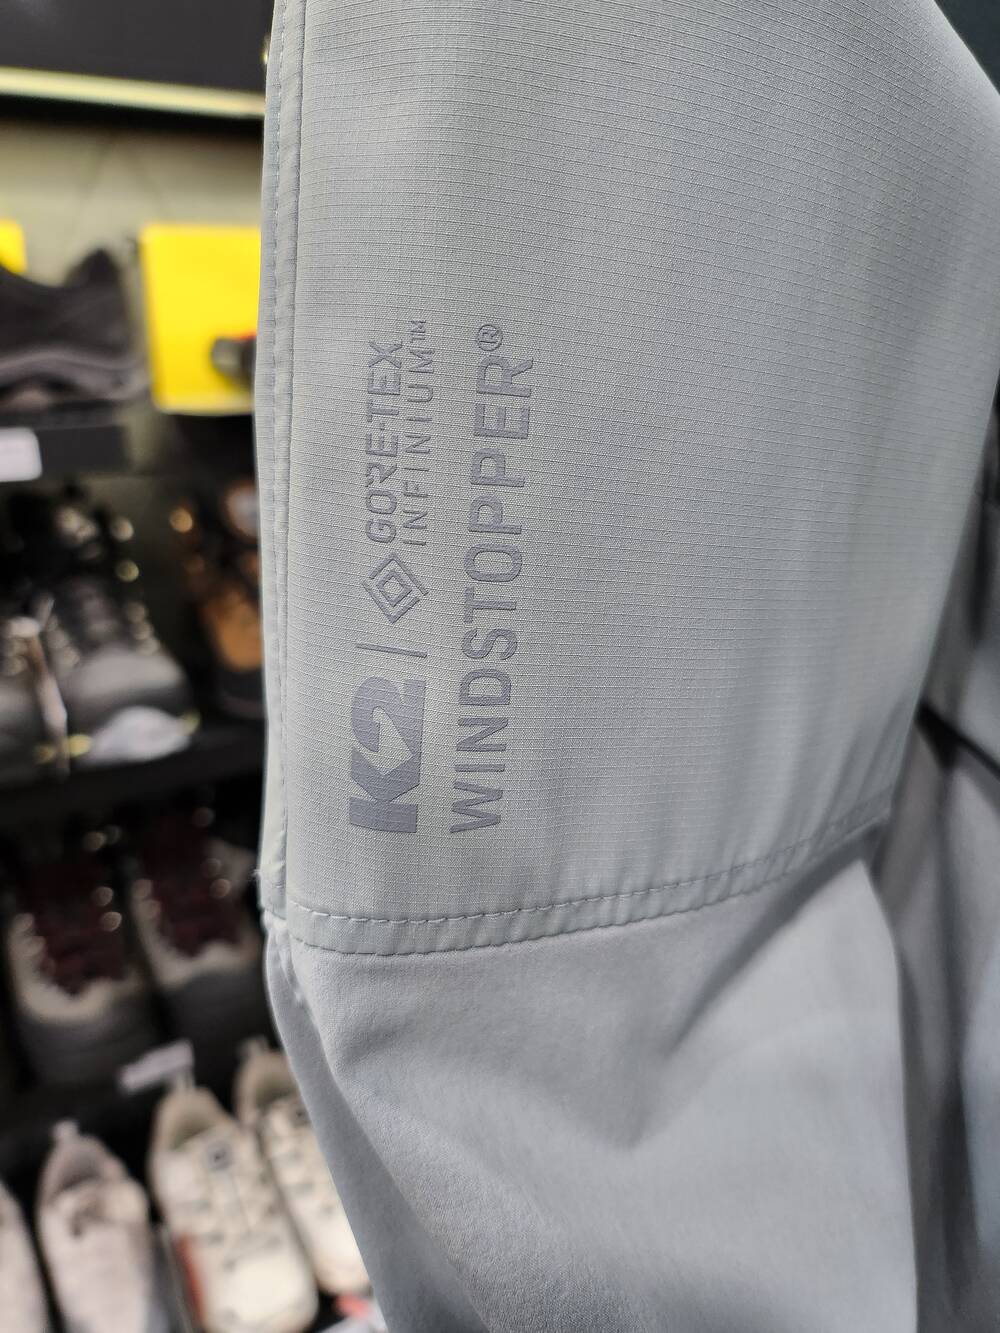 K2 | GORE-TEX
INFINIUM™
WINDSTOPPER®